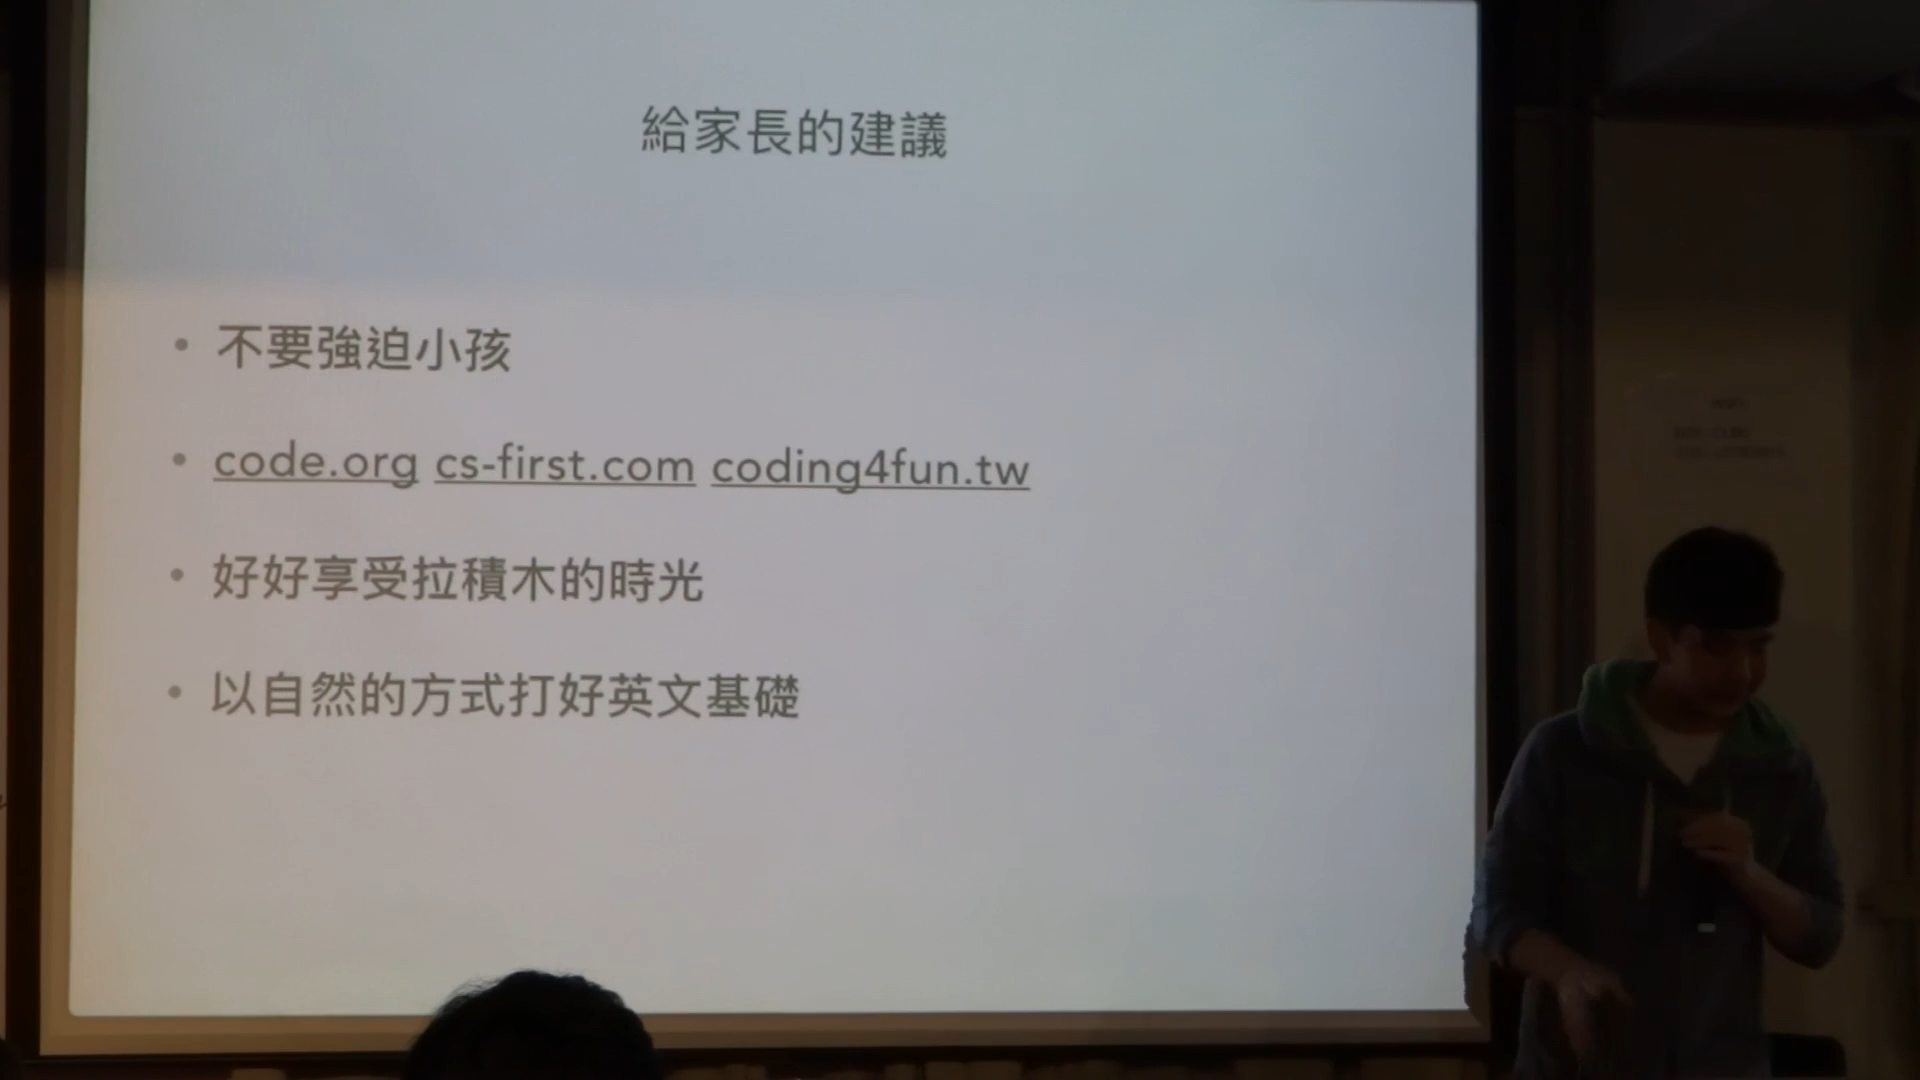 給家長的建議
• 不要強迫小孩
• code.org cs-first.com coding4fun.tw
• 好好享受拉積木的時光
• 以自然的方式打好英文基礎